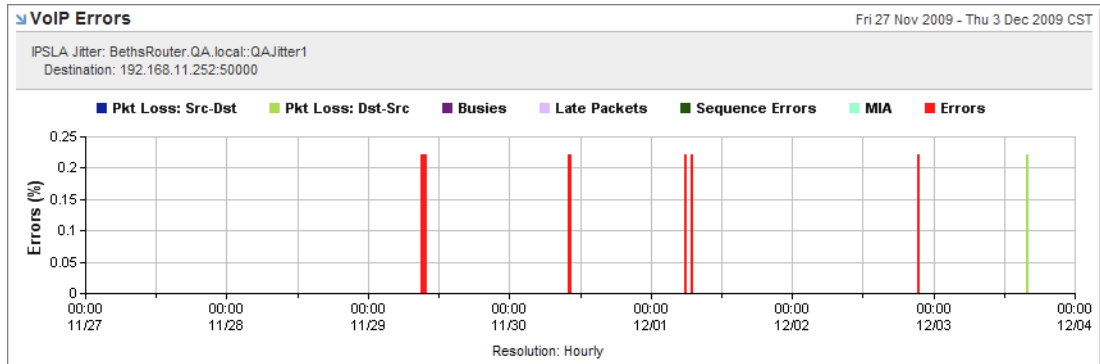 VoIP Errors Fri 27 Nov 2009 - Thu 3 Dec 2009 CST
IPSLA Jitter: BethsRouter.QA.local::QAJitter1
Destination: 192.168.11.252:50000
Pkt Loss: Src-Dst Pkt Loss: Dst-Src Busies Late Packets Sequence Errors MIA Errors
Errors (%)
0.25
0.2
0.15
0.1
0.05
0
00:00 00:00 00:00 00:00 00:00 00:00 00:00 00:00
11/27 11/28 11/29 11/30 12/01 12/02 12/03 12/04
Resolution: Hourly